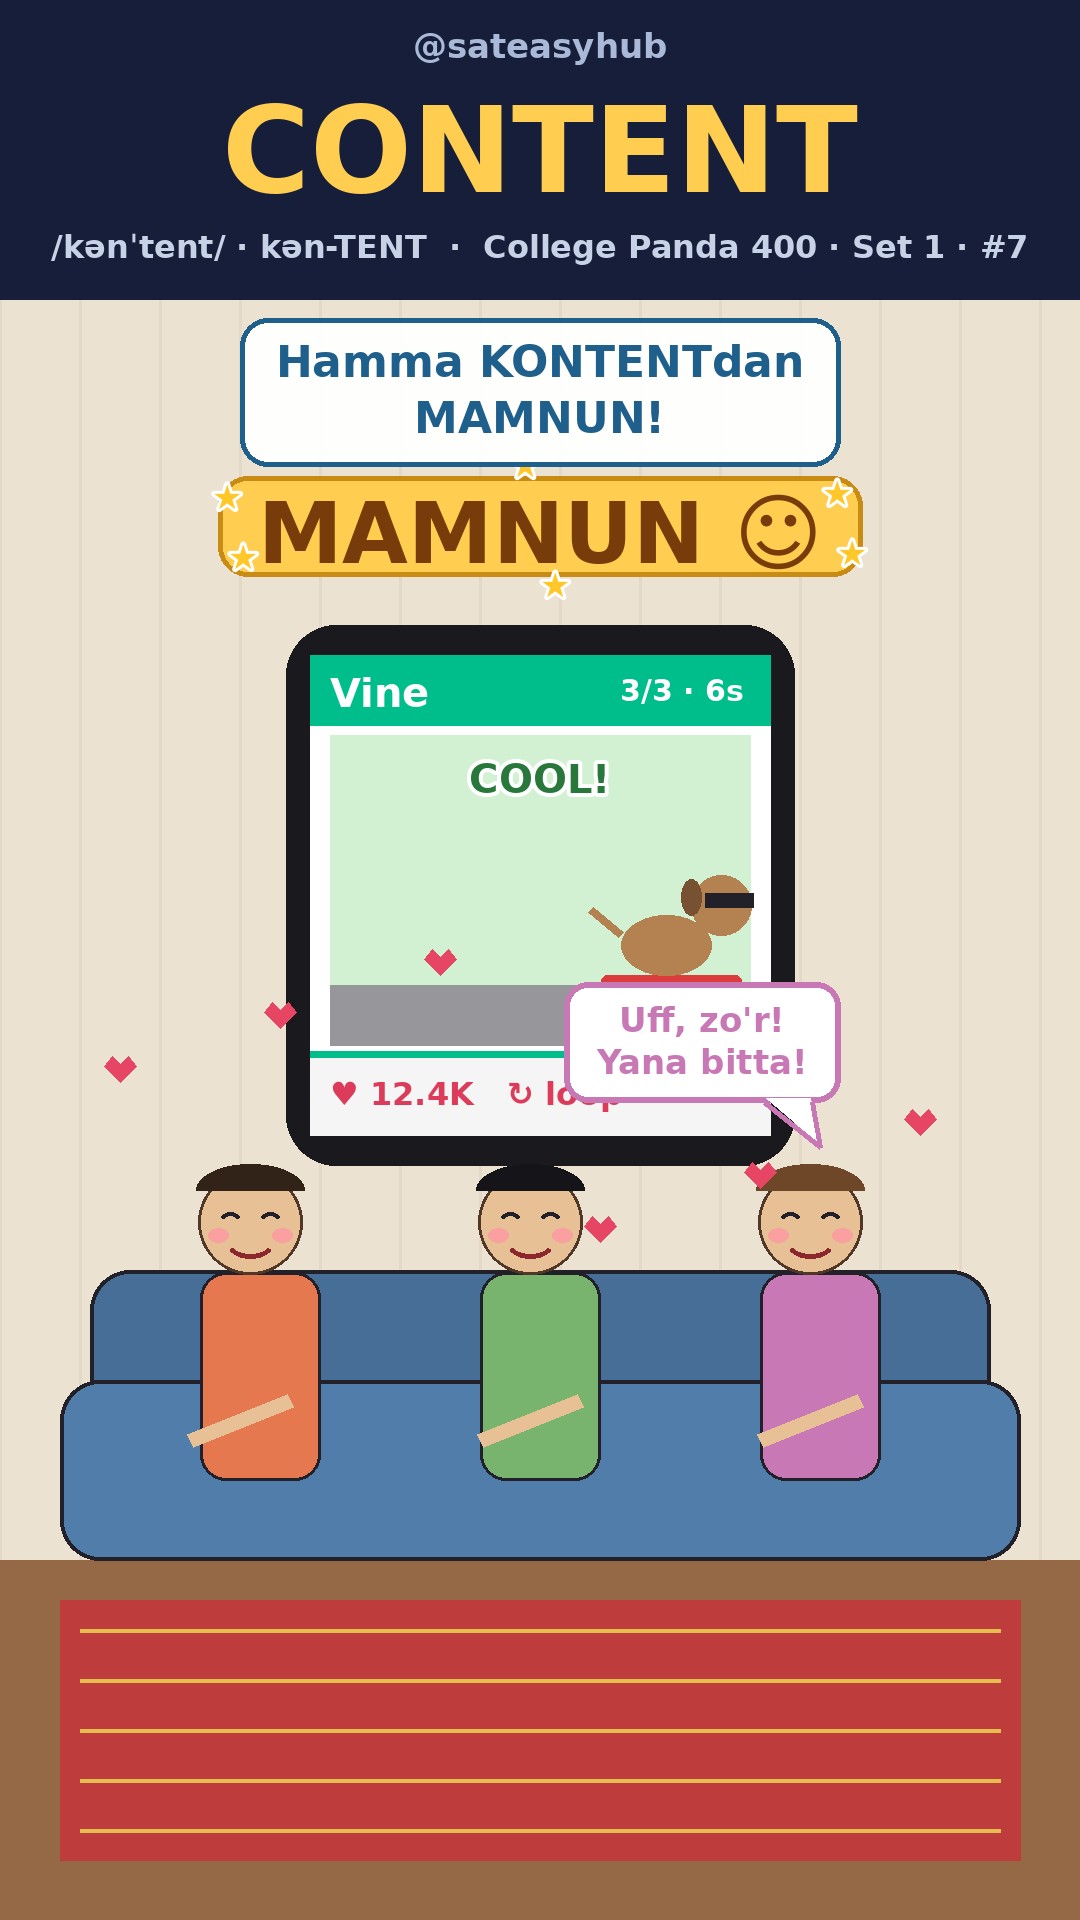 @sateasyhub
CONTENT
/kənˈtent/ · kən-TENT · College Panda 400 · Set 1 · #7
Hamma KONTENTdan
MAMNUN!
MAMNUN ☺
Vine 3/3 · 6s
COOL!
Uff, zo'r!
Yana bitta!
♥ 12.4K ↻ loop